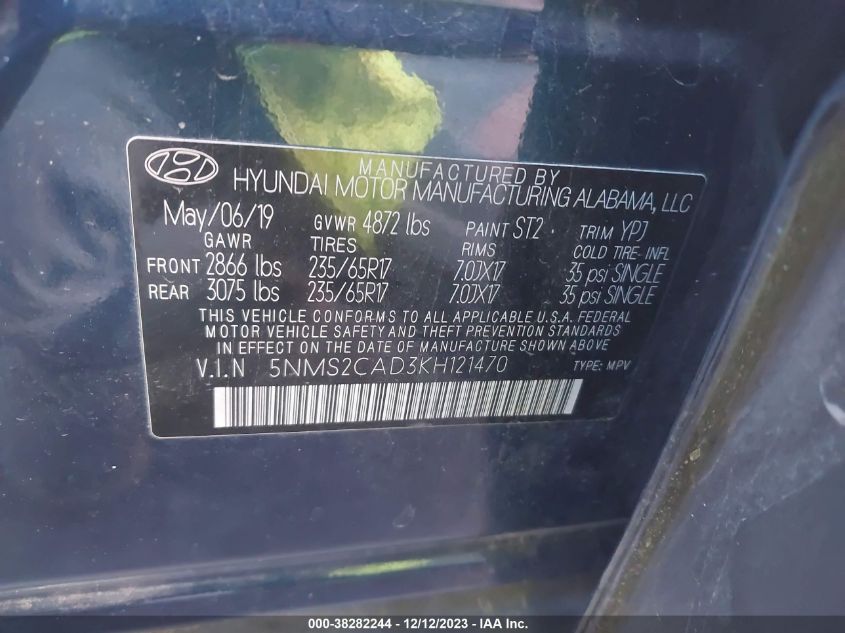 MANUFACTURED BY
HYUNDAI MOTOR MANUFACTURING ALABAMA, LLC
May/06/19 GVWR 4872 lbs PAINT ST2 TRIM YPJ
GAWR TIRES RIMS COLD TIRE-INFL
FRONT 2866 lbs 235/65R17 7.0JX17 35 psi SINGLE
REAR 3075 lbs 235/65R17 7.0JX17 35 psi SINGLE
THIS VEHICLE CONFORMS TO ALL APPLICABLE U.S.A. FEDERAL
MOTOR VEHICLE SAFETY AND THEFT PREVENTION STANDARDS
IN EFFECT ON THE DATE OF MANUFACTURE SHOWN ABOVE
V.I.N 5NMS2CAD3KH121470 TYPE: MPV
000-38282244 - 12/12/2023 - IAA Inc.